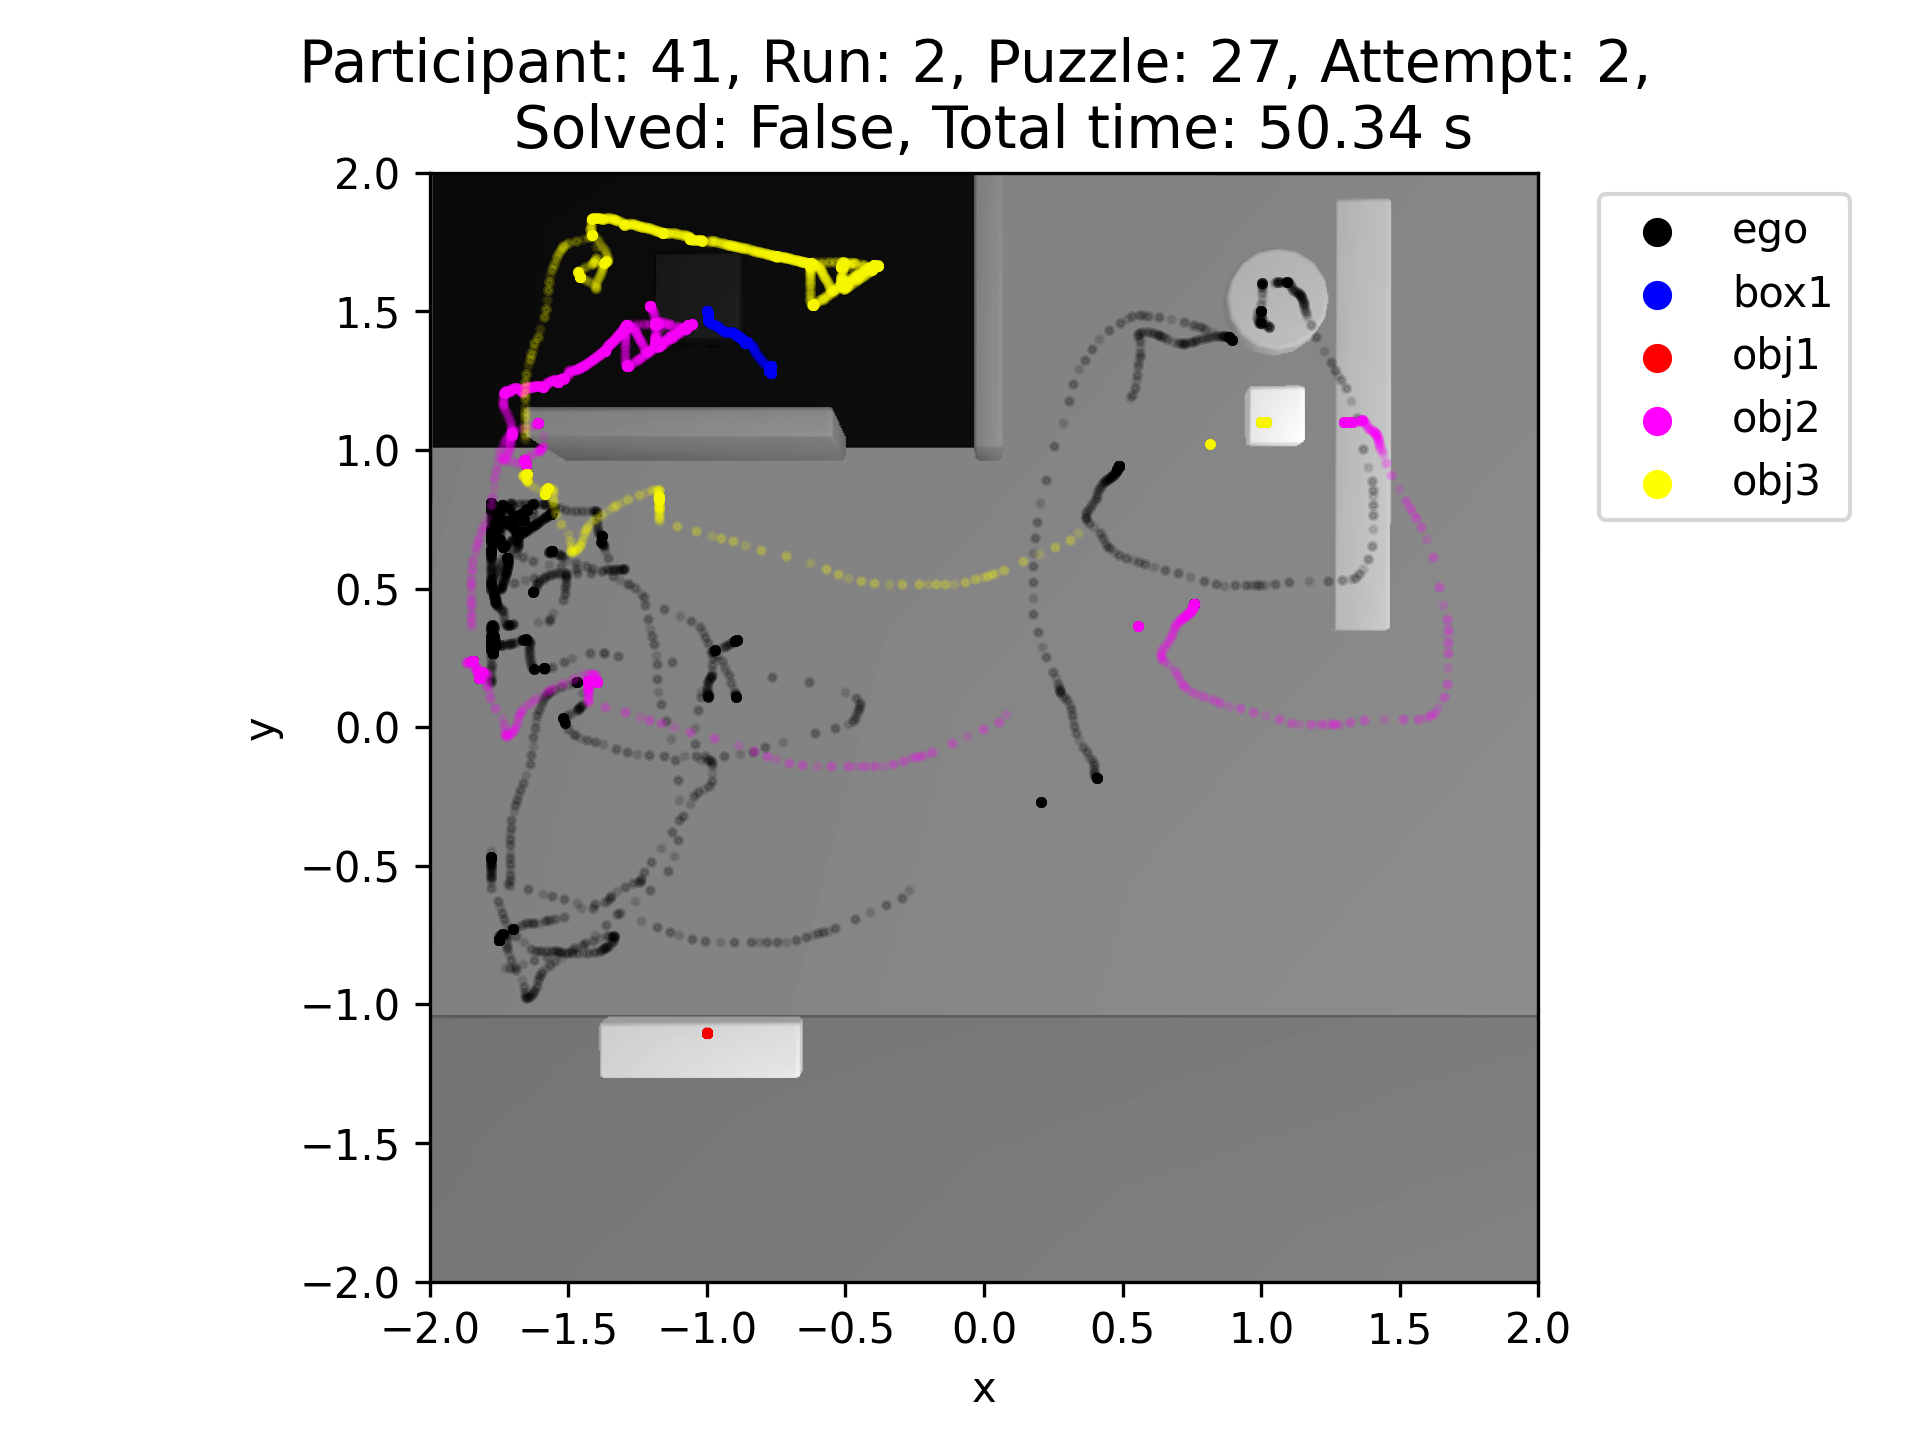 Participant: 41, Run: 2, Puzzle: 27, Attempt: 2,
Solved: False, Total time: 50.34 s
2.0
1.5
1.0
0.5
0.0
−0.5
−1.0
−1.5
−2.0
y
−2.0 −1.5 −1.0 −0.5 0.0 0.5 1.0 1.5 2.0
x
ego
box1
obj1
obj2
obj3